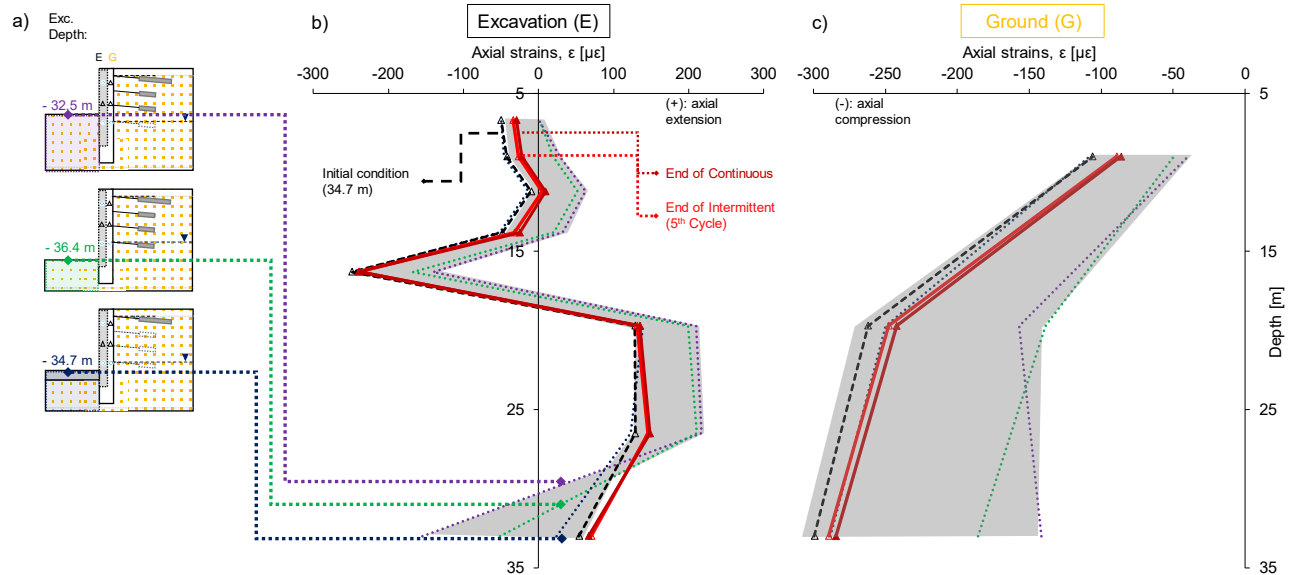 a)
Exc.
Depth:
E G
- 32.5 m
- 36.4 m
- 34.7 m
b)
Excavation (E)
Axial strains, ε [µε]
-300 -100 0 100 200 300
5
15
25
35
(+): axial
extension
Initial condition
(34.7 m)
End of Continuous
End of Intermittent
(5th Cycle)
c)
Ground (G)
Axial strains, ε [µε]
-300 -250 -200 -150 -100 -50 0
(-): axial
compression
5
15
25
35
Depth [m]